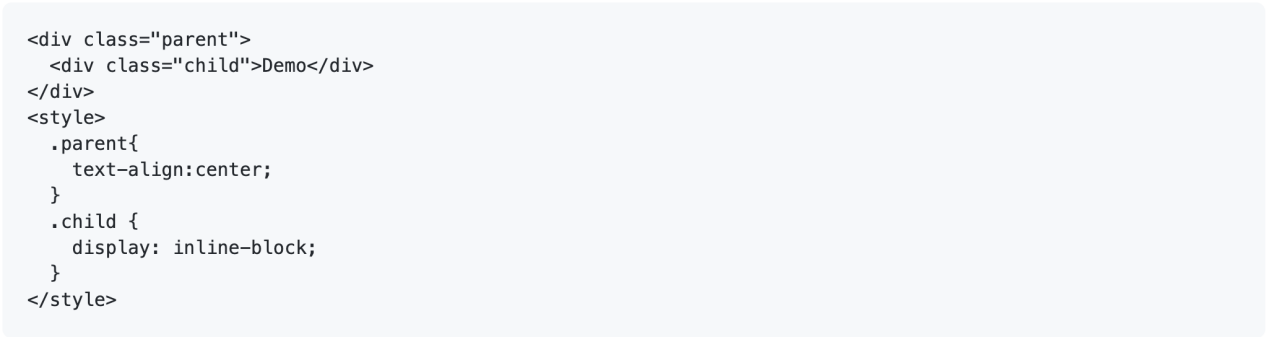 <div class="parent">
  <div class="child">Demo</div>
</div>
<style>
  .parent{
    text-align:center;
  }
  .child {
    display: inline-block;
  }
</style>